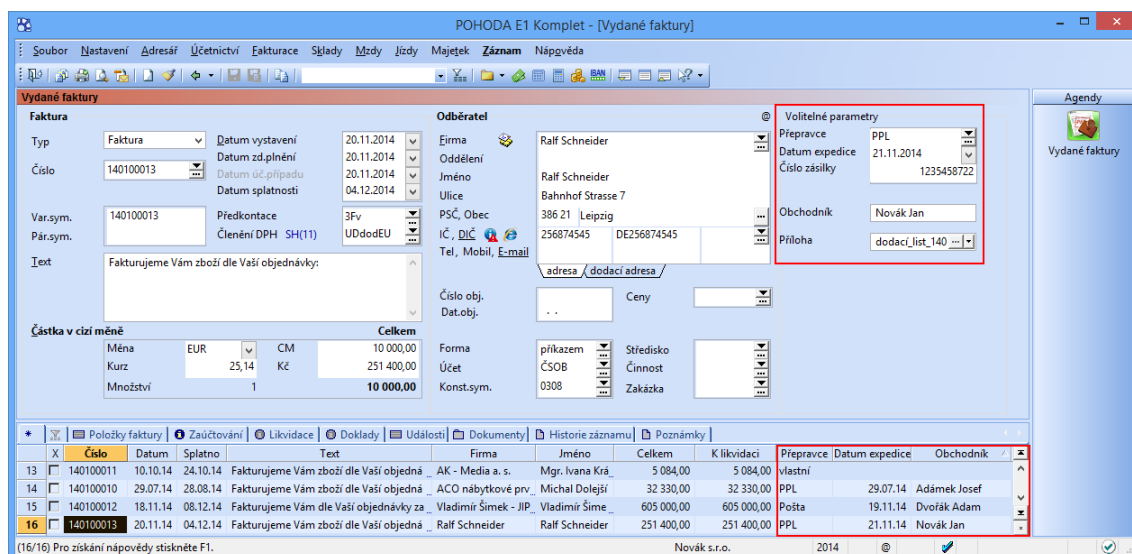 POHODA E1 Komplet - [Vydané faktury]
Soubor Nastavení Adresář Účetnictví Fakturace Sklady Mzdy Jízdy Majetek Záznam Nápověda
IBAN
Vydané faktury
Agendy
Vydané faktury
Faktura
Typ Faktura
Číslo 140100013
Datum vystavení 20.11.2014
Datum zd.plnění 20.11.2014
Datum úč.případu 20.11.2014
Datum splatnosti 04.12.2014
Var.sym. 140100013
Pár.sym.
Předkontace 3Fv
Členění DPH SH(11) UDdodEU
Text Fakturujeme Vám zboží dle Vaší objednávky:
Částka v cizí měně Celkem
Měna EUR CM 10 000,00
Kurz 25,14 Kč 251 400,00
Množství 1 10 000,00
Odběratel @
Firma Ralf Schneider
Oddělení
Jméno Ralf Schneider
Ulice Bahnhof Strasse 7
PSČ, Obec 386 21 Leipzig
IČ, DIČ 256874545 DE256874545
Tel, Mobil, E-mail
adresa dodací adresa
Číslo obj. Ceny
Dat.obj. . .
Forma příkazem Středisko
Účet ČSOB Činnost
Konst.sym. 0308 Zakázka
Volitelné parametry
Přepravce PPL
Datum expedice 21.11.2014
Číslo zásilky 1235458722
Obchodník Novák Jan
Příloha dodací_list_140
* Položky faktury Zaúčtování Likvidace Doklady Události Dokumenty Historie záznamu Poznámky
X Číslo Datum Splatno Text Firma Jméno Celkem K likvidaci Přepravce Datum expedice Obchodník
13 140100011 10.10.14 24.10.14 Fakturujeme Vám zboží dle Vaší objedná AK - Media a. s. Mgr. Ivana Krá 5 084,00 5 084,00 vlastní
14 140100010 29.07.14 28.08.14 Fakturujeme Vám zboží dle Vaší objedná ACO nábytkové prv Michal Dolejší 32 330,00 32 330,00 PPL 29.07.14 Adámek Josef
15 140100012 18.11.14 08.12.14 Fakturujeme Vám dle Vaší objednávky za Vladimír Šimek - JIP Vladimír Šime 605 000,00 605 000,00 Pošta 19.11.14 Dvořák Adam
16 140100013 20.11.14 04.12.14 Fakturujeme Vám zboží dle Vaší objedná Ralf Schneider Ralf Schneider 251 400,00 251 400,00 PPL 21.11.14 Novák Jan
(16/16) Pro získání nápovědy stiskněte F1. Novák s.r.o. 2014 @